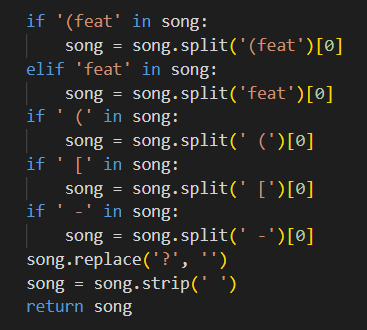 if '(feat' in song:
    song = song.split('(feat')[0]
elif 'feat' in song:
    song = song.split('feat')[0]
if ' (' in song:
    song = song.split(' (')[0]
if ' [' in song:
    song = song.split(' [')[0]
if ' -' in song:
    song = song.split(' -')[0]
song.replace('?', '')
song = song.strip(' ')
return song